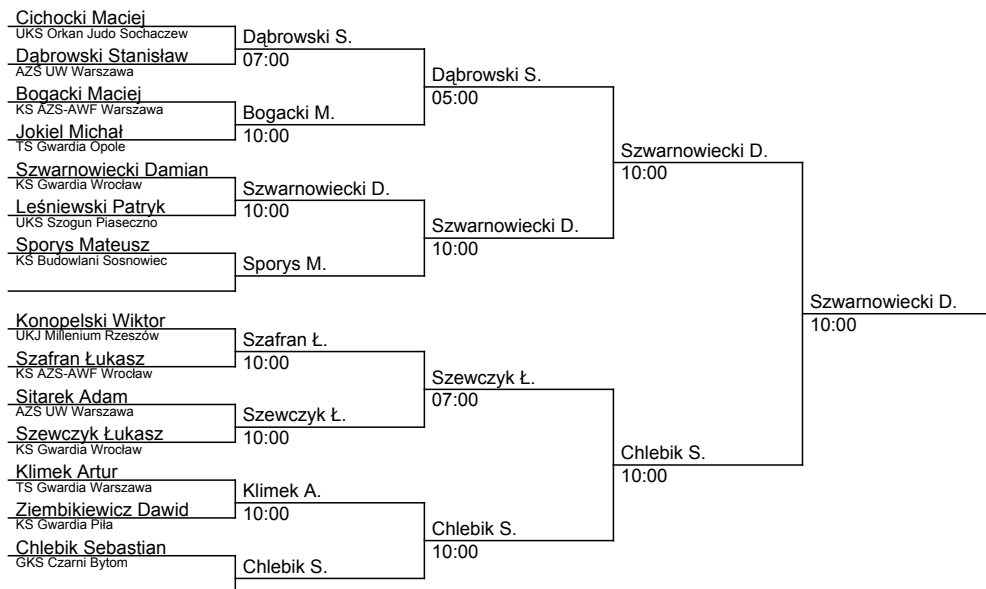 Cichocki Maciej
UKS Orkan Judo Sochaczew
Dąbrowski Stanisław
AZS UW Warszawa
Bogacki Maciej
KS AZS-AWF Warszawa
Jokiel Michał
TS Gwardia Opole
Szwarnowiecki Damian
KS Gwardia Wrocław
Leśniewski Patryk
UKS Szogun Piaseczno
Sporys Mateusz
KS Budowlani Sosnowiec
Konopelski Wiktor
UKJ Millenium Rzeszów
Szafran Łukasz
KS AZS-AWF Wrocław
Sitarek Adam
AZS UW Warszawa
Szewczyk Łukasz
KS Gwardia Wrocław
Klimek Artur
TS Gwardia Warszawa
Ziembikiewicz Dawid
KS Gwardia Piła
Chlebik Sebastian
GKS Czarni Bytom
Dąbrowski S.
07:00
Bogacki M.
10:00
Szwarnowiecki D.
10:00
Sporys M.
Szafran Ł.
10:00
Szewczyk Ł.
10:00
Klimek A.
10:00
Chlebik S.
Dąbrowski S.
05:00
Szwarnowiecki D.
10:00
Szewczyk Ł.
07:00
Chlebik S.
10:00
Szwarnowiecki D.
10:00
Chlebik S.
10:00
Szwarnowiecki D.
10:00